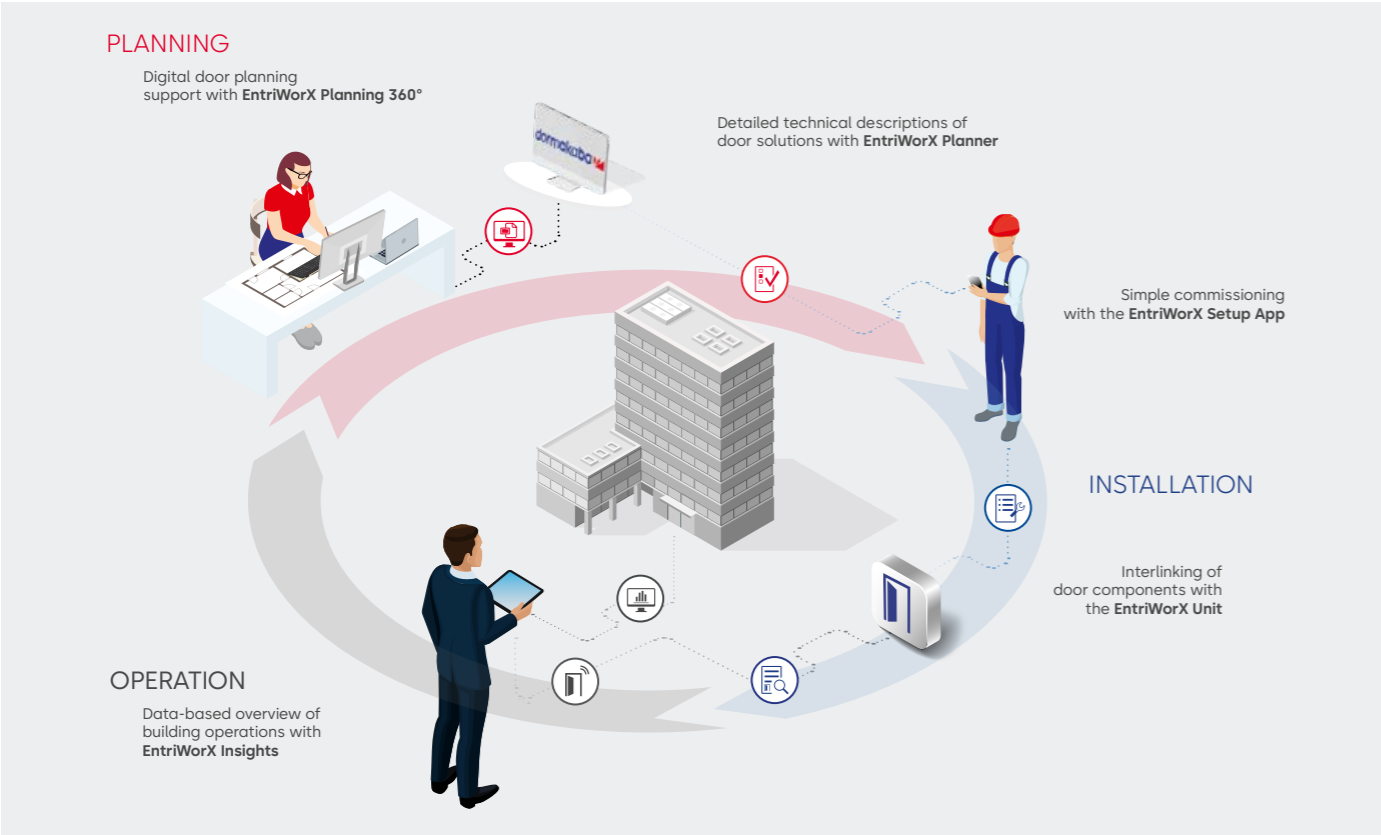 PLANNING
Digital door planning
support with EntriWorX Planning 360°
dormakaba
Detailed technical descriptions of
door solutions with EntriWorX Planner
Simple commissioning
with the EntriWorX Setup App
INSTALLATION
Interlinking of
door components with
the EntriWorX Unit
OPERATION
Data-based overview of
building operations with
EntriWorX Insights